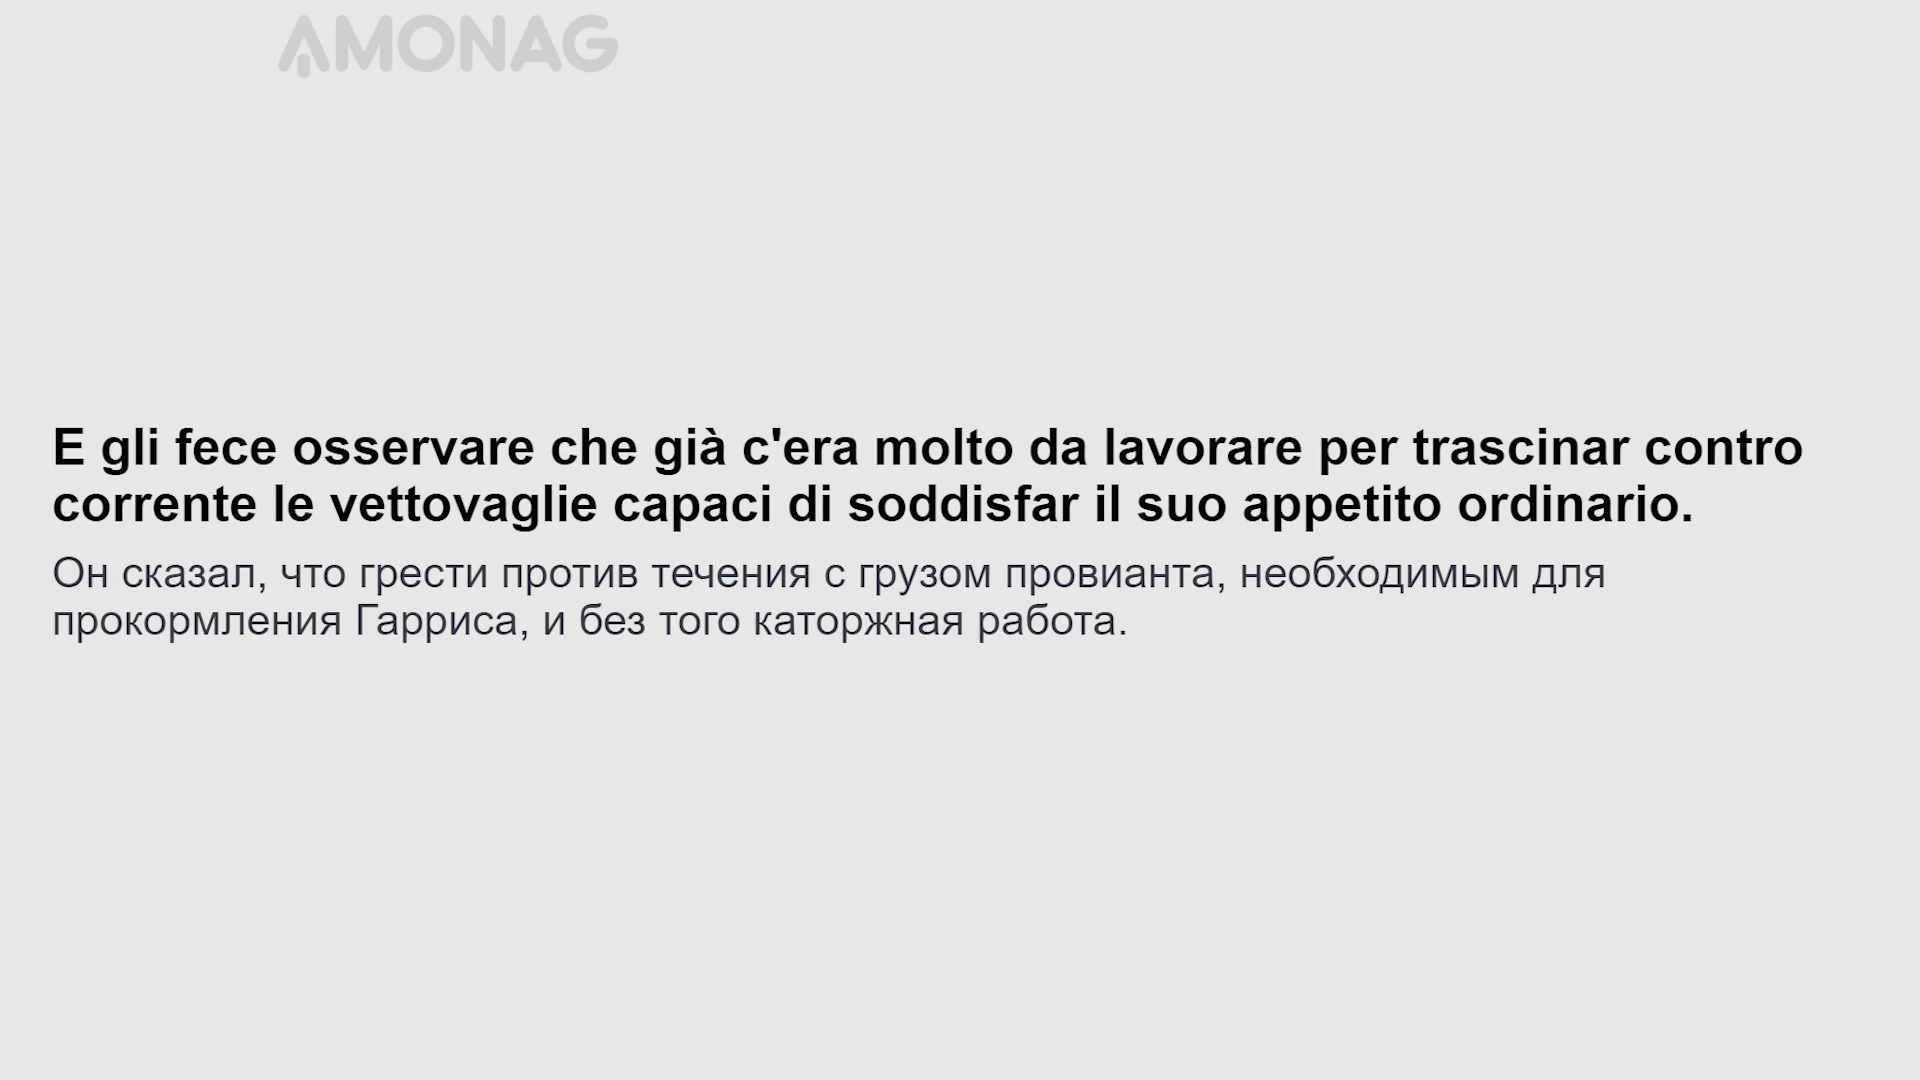 AMONAG
E gli fece osservare che già c'era molto da lavorare per trascinar contro
corrente le vettovaglie capaci di soddisfar il suo appetito ordinario.
Он сказал, что грести против течения с грузом провианта, необходимым для
прокормления Гарриса, и без того каторжная работа.